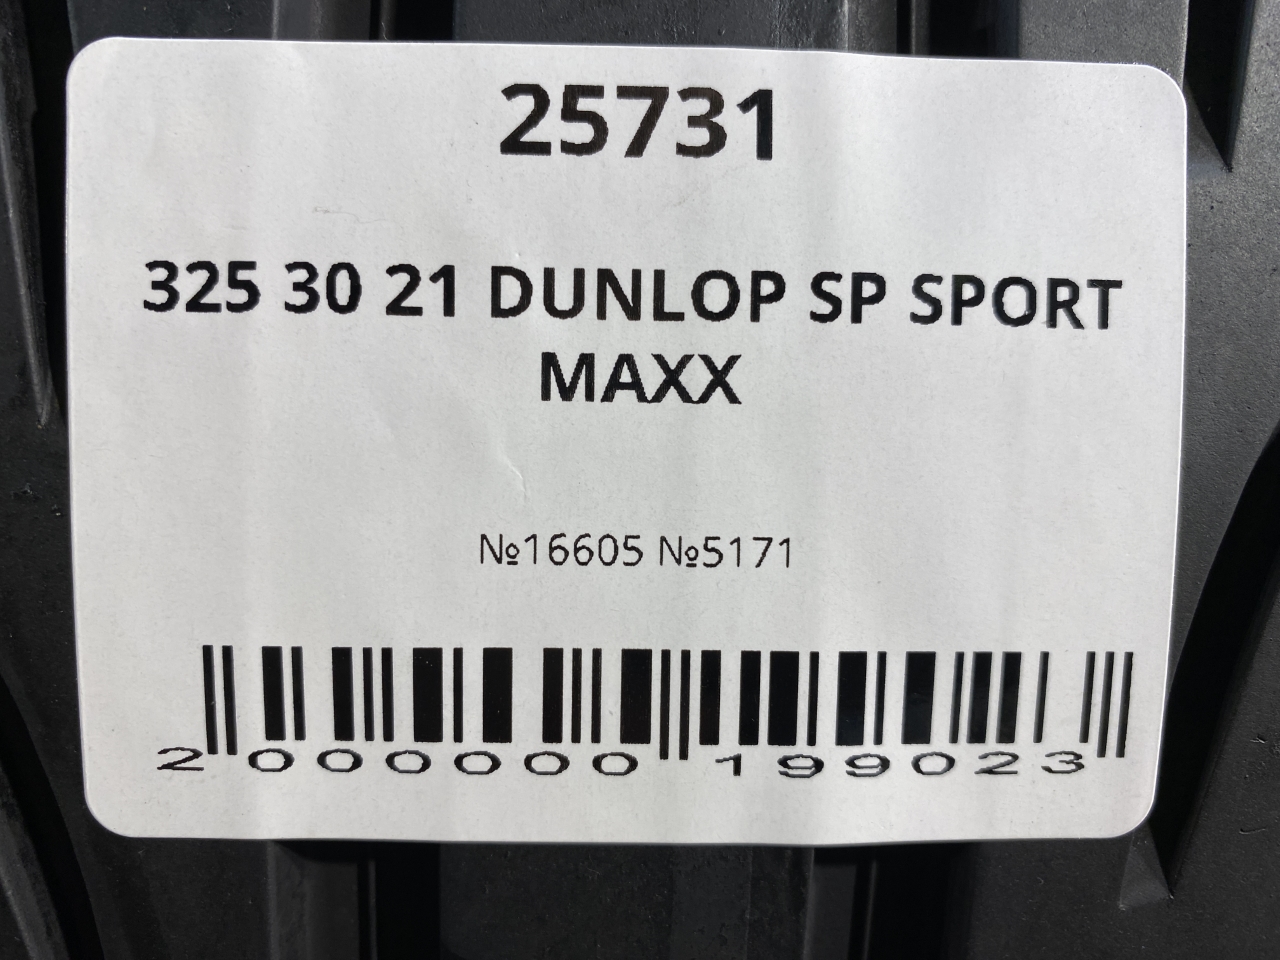 25731
325 30 21 DUNLOP SP SPORT
MAXX
№16605 №5171
2 000000 199023